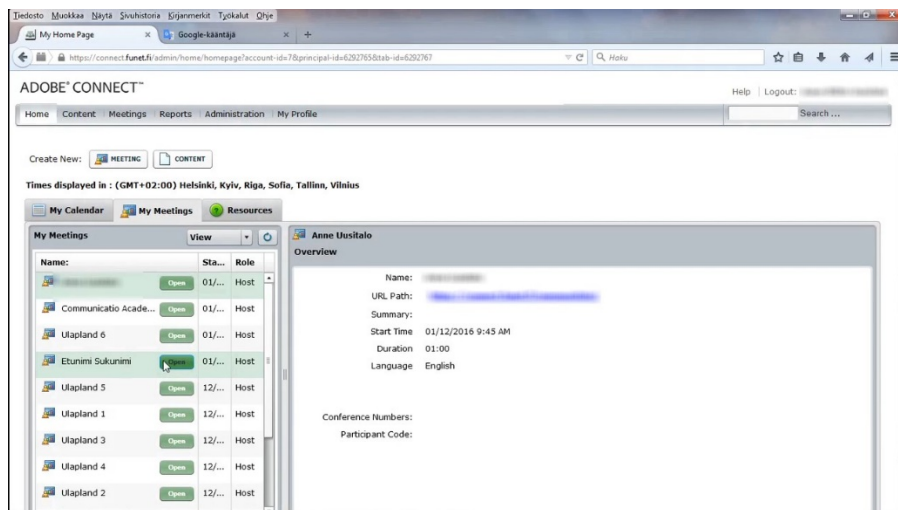 Tiedosto Muokkaa Näytä Sivuhistoria Kirjanmerkit Työkalut Ohje
My Home Page Google-kääntäjä
https://connect.funet.fi/admin/home/homepage?account-id=7&principal-id=6292765&tab-id=6292767 Haku
ADOBE® CONNECT™
Help Logout:
Home Content Meetings Reports Administration My Profile Search ...
Create New: MEETING CONTENT
Times displayed in : (GMT+02:00) Helsinki, Kyiv, Riga, Sofia, Tallinn, Vilnius
My Calendar My Meetings ? Resources
My Meetings View Anne Uusitalo
Overview
Name: Sta... Role
Open 01/... Host Name:
URL Path:
Communicatio Acade... Open 01/... Host
Summary:
Ulapland 6 Open 01/... Host Start Time 01/12/2016 9:45 AM
Duration 01:00
Etunimi Sukunimi Open 01/... Host Language English
Ulapland 5 Open 12/... Host
Ulapland 1 Open 12/... Host Conference Numbers:
Ulapland 3 Open 12/... Host Participant Code:
Ulapland 4 Open 12/... Host
Ulapland 2 Open 12/... Host